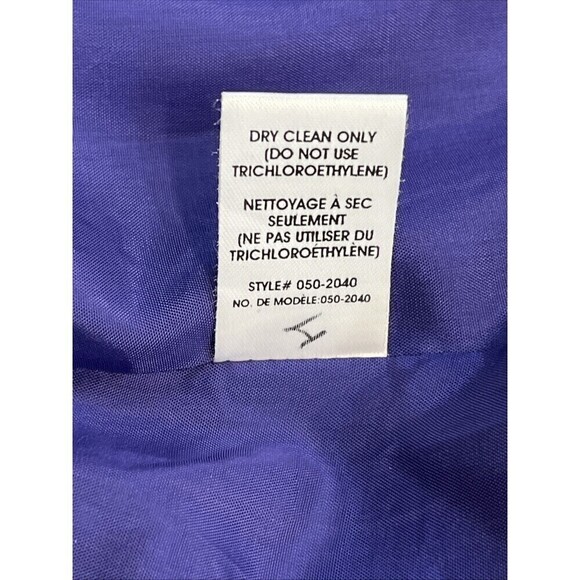 DRY CLEAN ONLY
(DO NOT USE
TRICHLOROETHYLENE)
NETTOYAGE À SEC
SEULEMENT
(NE PAS UTILISER DU
TRICHLOROÉTHYLÈNE)
STYLE# 050-2040
NO. DE MODÈLE:050-2040